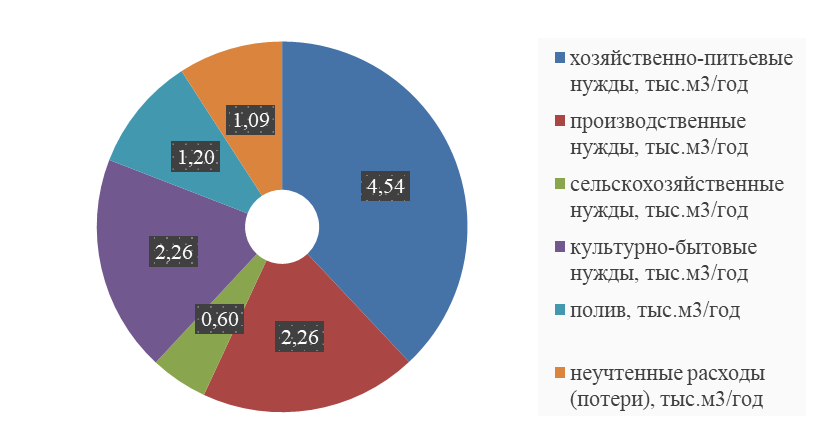 хозяйственно-питьевые
нужды, тыс.м3/год
производственные
нужды, тыс.м3/год
сельскохозяйственные
нужды, тыс.м3/год
культурно-бытовые
нужды, тыс.м3/год
полив, тыс.м3/год
неучтенные расходы
(потери), тыс.м3/год
1,09
1,20
4,54
2,26
0,60
2,26